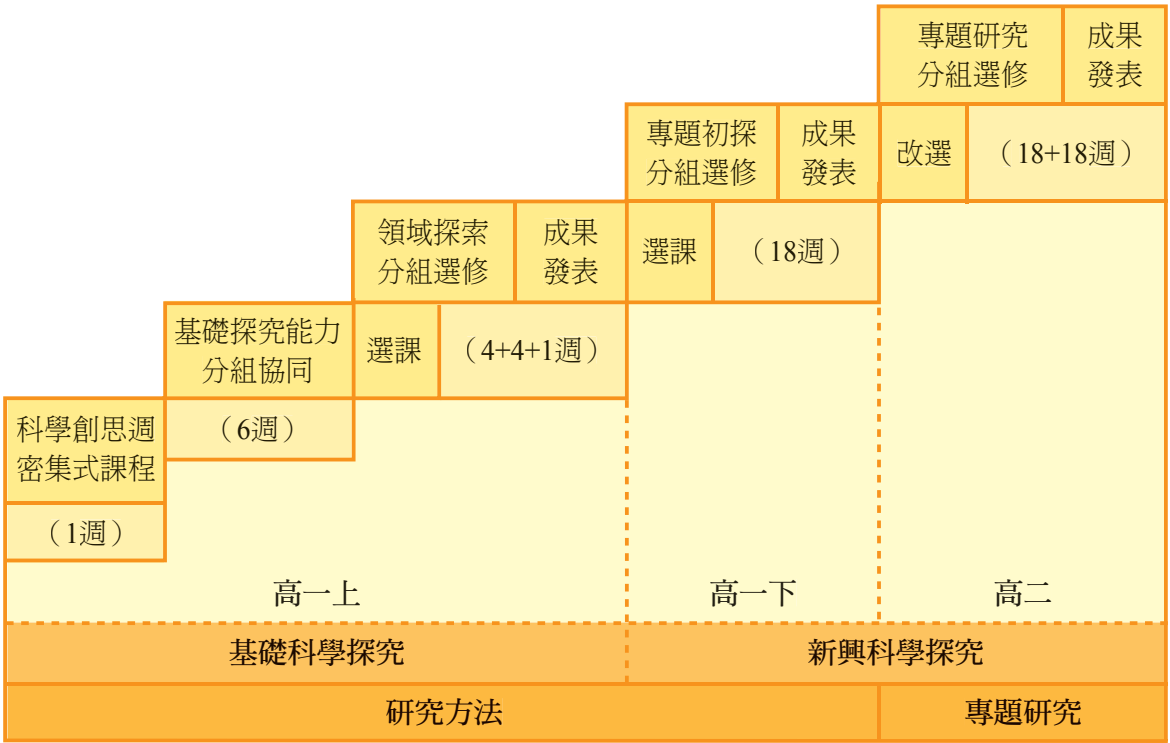 專題研究
分組選修
成果
發表
改選
（18+18週）
專題初探
分組選修
成果
發表
選課
（18週）
領域探索
分組選修
成果
發表
選課
（4+4+1週）
基礎探究能力
分組協同
（6週）
科學創思週
密集式課程
（1週）
高一上
高一下
高二
基礎科學探究
新興科學探究
研究方法
專題研究